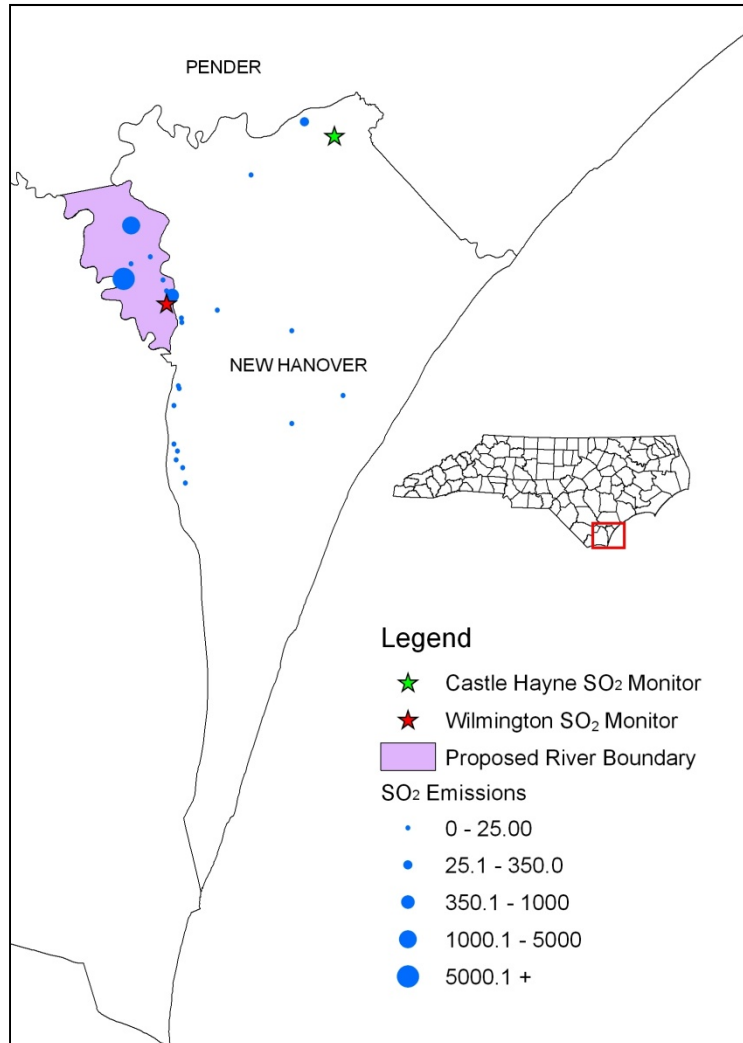 PENDER
NEW HANOVER
Legend
Castle Hayne SO₂ Monitor
Wilmington SO₂ Monitor
Proposed River Boundary
SO₂ Emissions
0 - 25.00
25.1 - 350.0
350.1 - 1000
1000.1 - 5000
5000.1 +